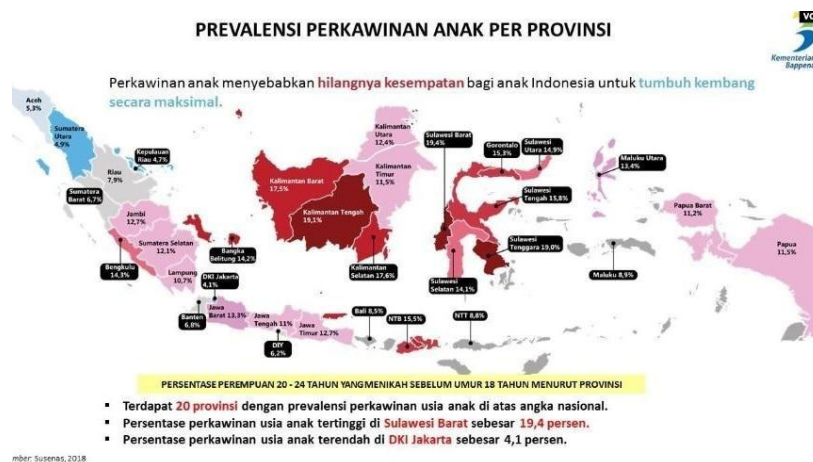 PREVALENSI PERKAWINAN ANAK PER PROVINSI
VO
Kementerian
Bappena
Perkawinan anak menyebabkan hilangnya kesempatan bagi anak Indonesia untuk tumbuh kembang
secara maksimal.
Aceh
5,3%
Sumatera
Utara
4,9%
Kepulauan
Riau 4,7%
Riau
7,9%
Sumatera
Barat 6,7%
Jambi
12,7%
Sumatera Selatan
12,1%
Bangka
Belitung 14,2%
Bengkulu
14,3%
Lampung
10,7%
DKI Jakarta
4,1%
Banten
6,8%
Jawa
Barat 13,3%
Jawa
Tengah 11%
DIY
6,2%
Jawa
Timur 12,7%
Kalimantan
Utara
12,4%
Kalimantan
Timur
11,5%
Kalimantan Barat
17,5%
Kalimantan Tengah
19,1%
Kalimantan
Selatan 17,6%
Sulawesi Barat
19,4%
Gorontalo
15,3%
Sulawesi
Utara 14,9%
Sulawesi
Tengah 15,8%
Sulawesi
Tenggara 19,0%
Sulawesi
Selatan 14,1%
Bali 8,5%
NTB 15,5%
NTT 8,8%
Maluku Utara
13,4%
Maluku 8,9%
Papua Barat
11,2%
Papua
11,5%
PERSENTASE PEREMPUAN 20 - 24 TAHUN YANGMENIKAH SEBELUM UMUR 18 TAHUN MENURUT PROVINSI
▪ Terdapat 20 provinsi dengan prevalensi perkawinan usia anak di atas angka nasional.
▪ Persentase perkawinan usia anak tertinggi di Sulawesi Barat sebesar 19,4 persen.
▪ Persentase perkawinan usia anak terendah di DKI Jakarta sebesar 4,1 persen.
mber: Susenas, 2018